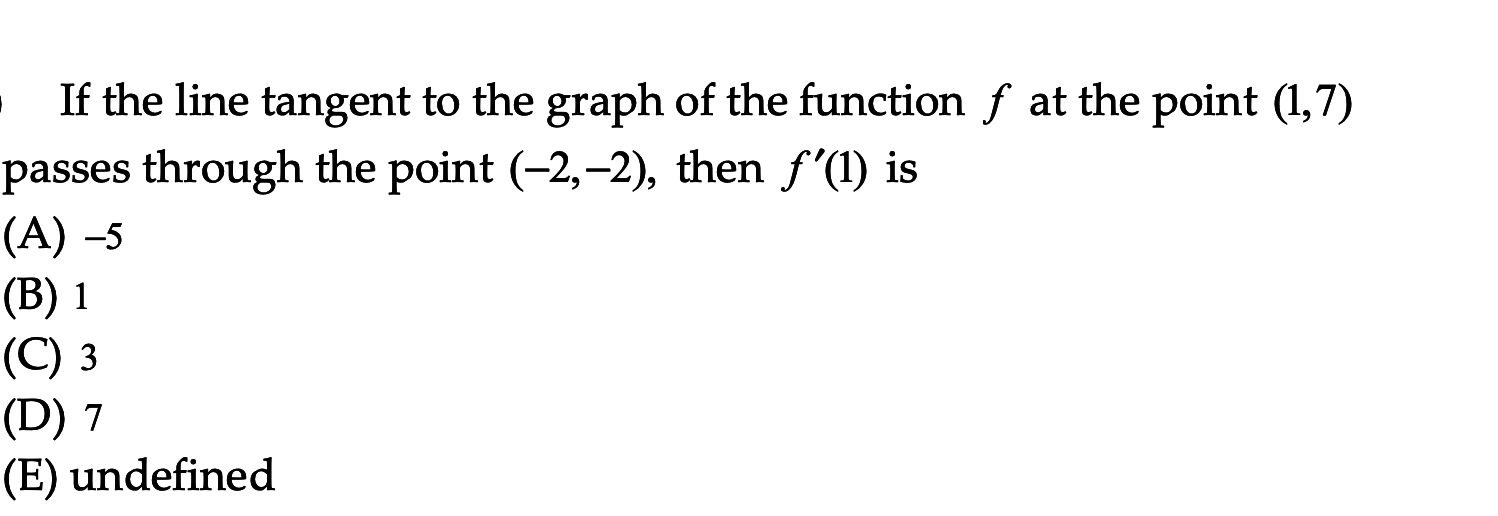 If the line tangent to the graph of the function f at the point (1,7)
passes through the point (–2,–2), then f′(1) is
(A) –5
(B) 1
(C) 3
(D) 7
(E) undefined